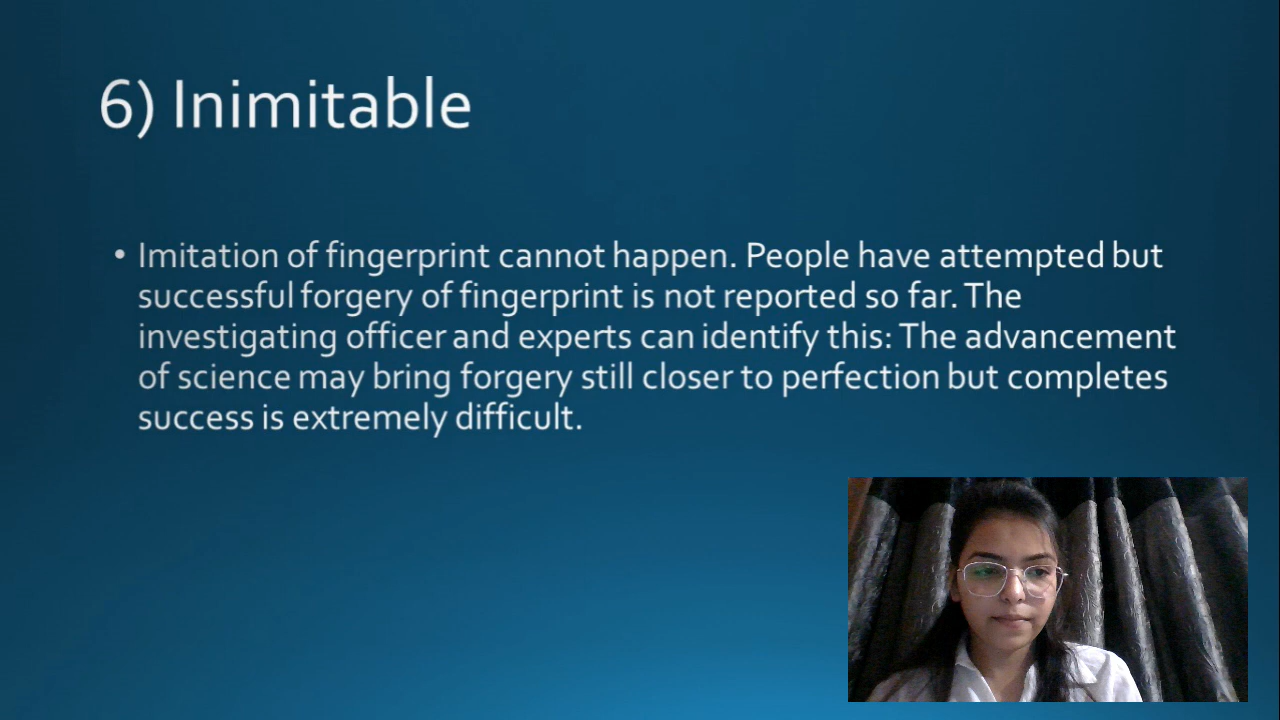 6) Inimitable
• Imitation of fingerprint cannot happen. People have attempted but
successful forgery of fingerprint is not reported so far. The
investigating officer and experts can identify this: The advancement
of science may bring forgery still closer to perfection but completes
success is extremely difficult.